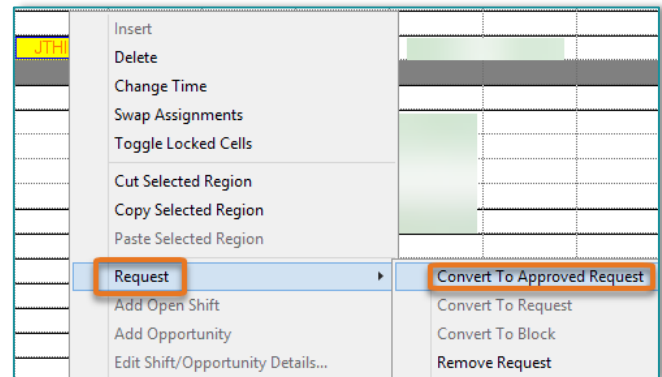 Insert
JTHI
Delete
Change Time
Swap Assignments
Toggle Locked Cells
Cut Selected Region
Copy Selected Region
Paste Selected Region
Request
Convert To Approved Request
Add Open Shift
Convert To Request
Add Opportunity
Convert To Block
Edit Shift/Opportunity Details...
Remove Request